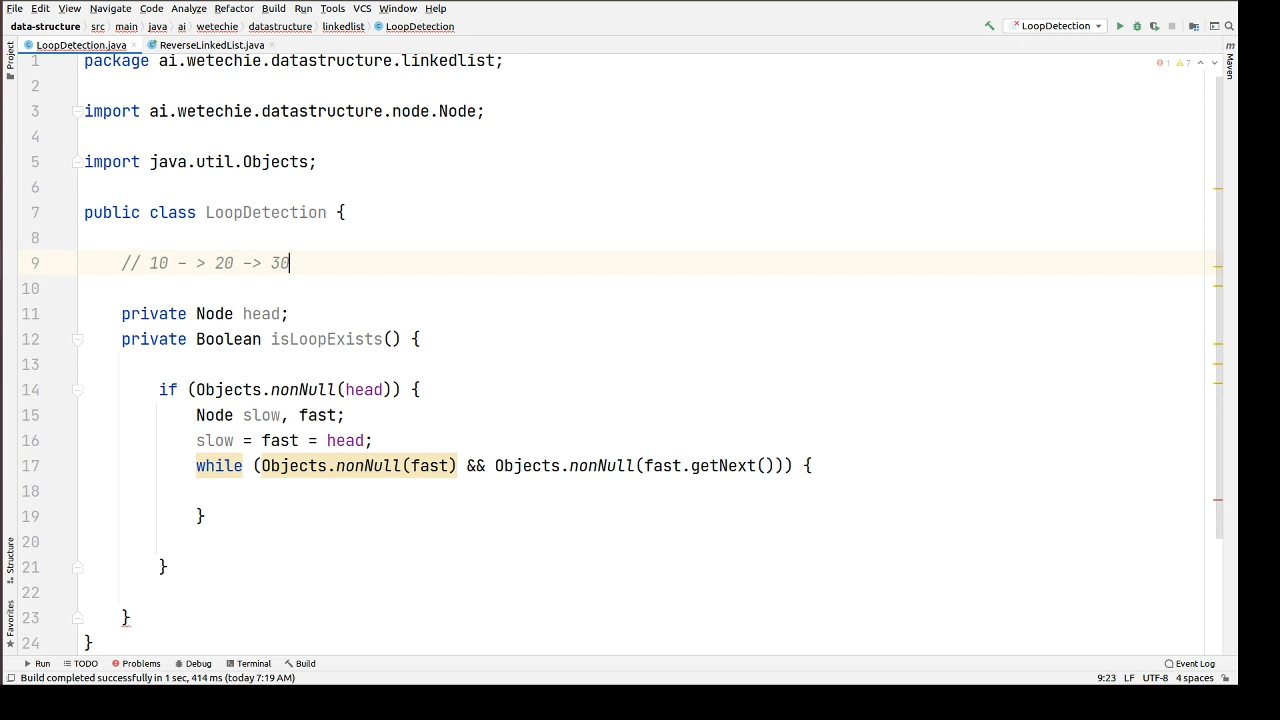 File Edit View Navigate Code Analyze Refactor Build Run Tools VCS Window Help
data-structure src main java ai wetechie datastructure linkedlist LoopDetection LoopDetection
LoopDetection.java ReverseLinkedList.java
Project
Maven
1 7
1 package ai.wetechie.datastructure.linkedlist;
2
3 import ai.wetechie.datastructure.node.Node;
4
5 import java.util.Objects;
6
7 public class LoopDetection {
8
9 // 10 - > 20 -> 30
10
11 private Node head;
12 private Boolean isLoopExists() {
13
14 if (Objects.nonNull(head)) {
15 Node slow, fast;
16 slow = fast = head;
17 while (Objects.nonNull(fast) && Objects.nonNull(fast.getNext())) {
18
19 }
20
21 }
22
23 }
24 }
Structure
Favorites
Run TODO Problems Debug Terminal Build Event Log
Build completed successfully in 1 sec, 414 ms (today 7:19 AM) 9:23 LF UTF-8 4 spaces